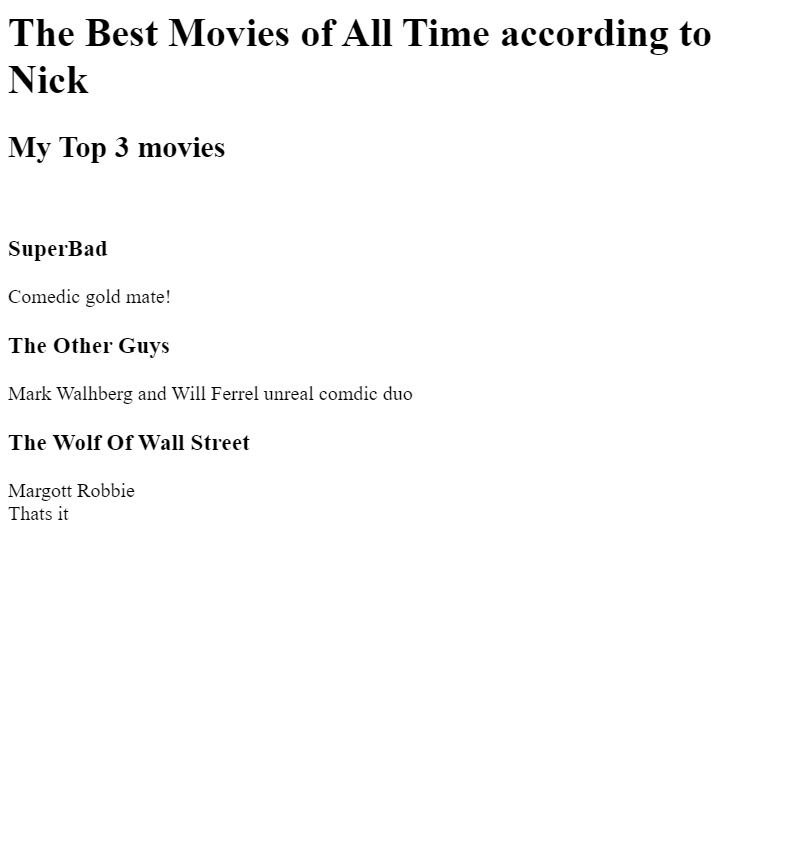 The Best Movies of All Time according to
Nick
My Top 3 movies
SuperBad
Comedic gold mate!
The Other Guys
Mark Walhberg and Will Ferrel unreal comdic duo
The Wolf Of Wall Street
Margott Robbie
Thats it